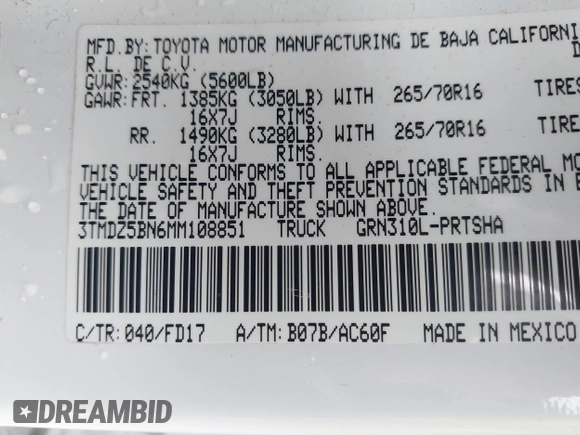 MFD.BY: TOYOTA MOTOR MANUFACTURING DE BAJA
R.L. DE C.V.
GVWR: 2540KG (5600LB)
GAWR: FRT. 1385KG (3050LB) WITH 265/70R16
16X7J RIMS.
RR. 1490KG (3280LB) WITH 265/70R16
16X7J RIMS.
THIS VEHICLE CONFORMS TO ALL APPLICABLE FEDERAL
VEHICLE SAFETY AND THEFT PREVENTION STANDARDS IN
THE DATE OF MANUFACTURE SHOWN ABOVE.
3TMDZ5BN6MM108851 TRUCK GRN310L-PRTSHA
C/TR: 040/FD17 A/TM: B07B/AC60F MADE IN MEXICO
DREAMBID